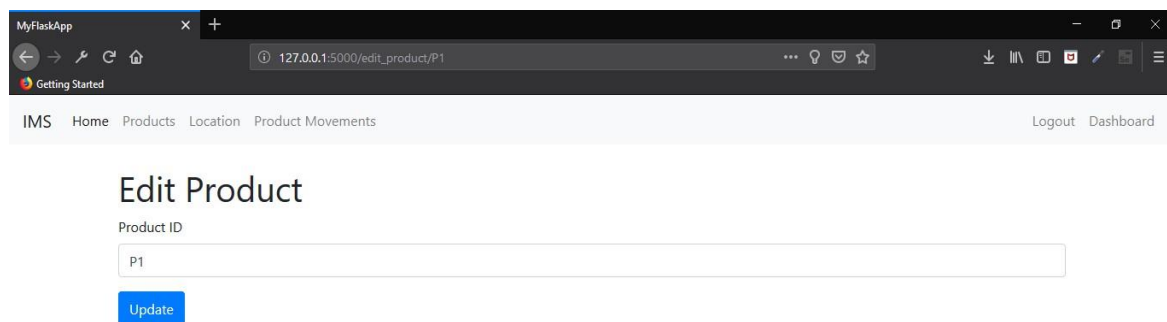 MyFlaskApp
127.0.0.1:5000/edit_product/P1
Getting Started
IMS Home Products Location Product Movements Logout Dashboard
Edit Product
Product ID
P1
Update